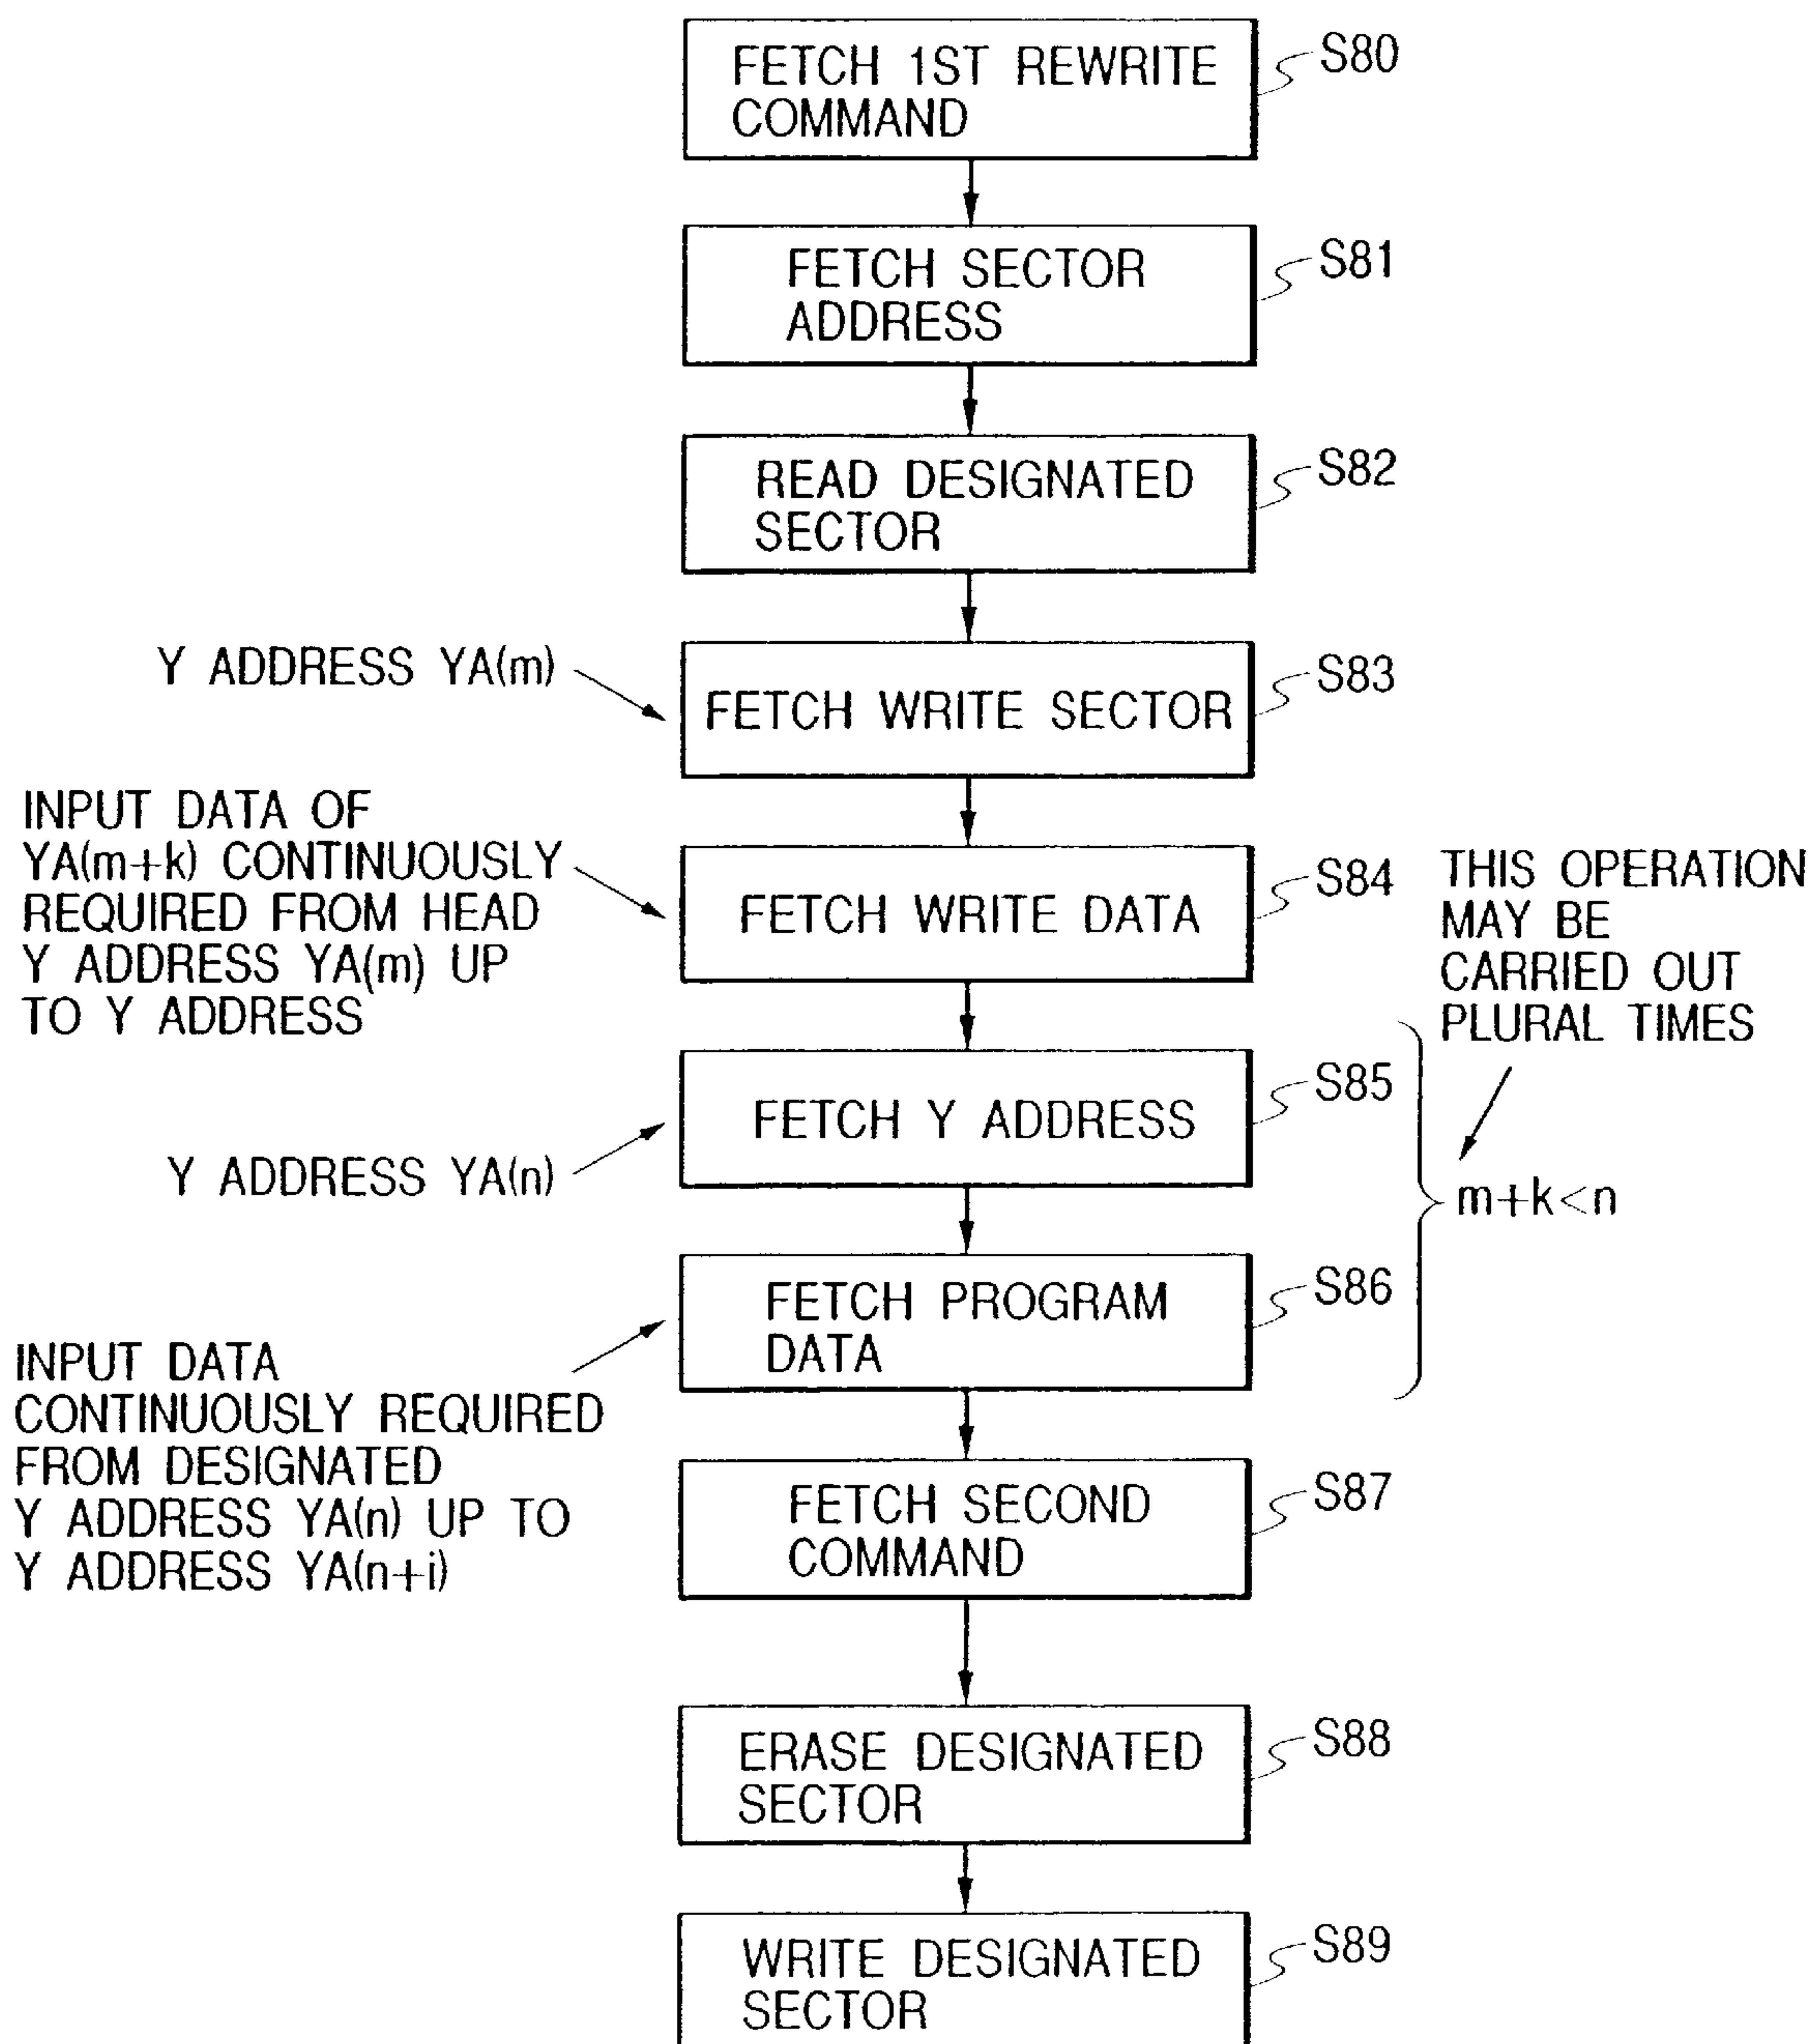 FETCH 1ST REWRITE
COMMAND
S80
FETCH SECTOR
ADDRESS
S81
READ DESIGNATED
SECTOR
S82
Y ADDRESS YA(m)
FETCH WRITE SECTOR
S83
INPUT DATA OF
YA(m+k) CONTINUOUSLY
REQUIRED FROM HEAD
Y ADDRESS YA(m) UP
TO Y ADDRESS
FETCH WRITE DATA
S84
THIS OPERATION
MAY BE
CARRIED OUT
PLURAL TIMES
FETCH Y ADDRESS
S85
Y ADDRESS YA(n)
m+k<n
FETCH PROGRAM
DATA
S86
INPUT DATA
CONTINUOUSLY REQUIRED
FROM DESIGNATED
Y ADDRESS YA(n) UP TO
Y ADDRESS YA(n+i)
FETCH SECOND
COMMAND
S87
ERASE DESIGNATED
SECTOR
S88
WRITE DESIGNATED
SECTOR
S89